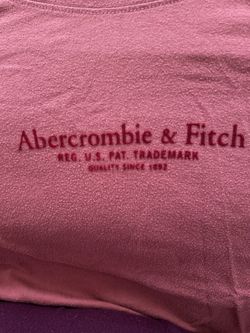 Abercrombie & Fitch
REG. U.S. PAT. TRADEMARK
QUALITY SINCE 1892